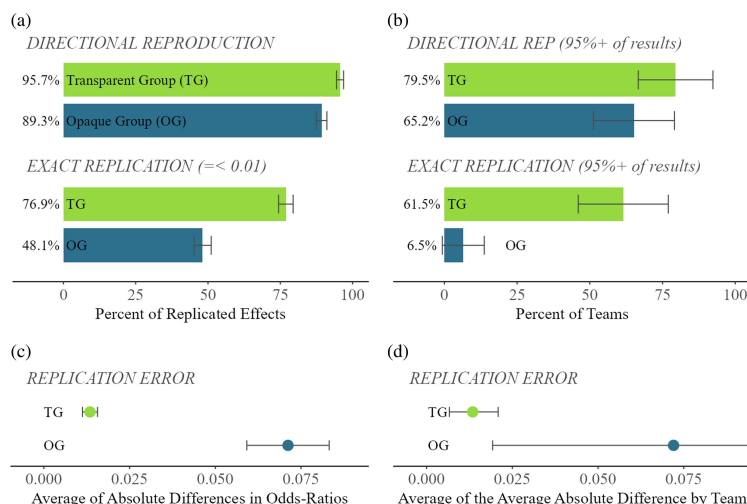 (a)
DIRECTIONAL REPRODUCTION
95.7% Transparent Group (TG)
89.3% Opaque Group (OG)
EXACT REPLICATION (=< 0.01)
76.9% TG
48.1% OG
0 25 50 75 100
Percent of Replicated Effects
(b)
DIRECTIONAL REP (95%+ of results)
79.5% TG
65.2% OG
EXACT REPLICATION (95%+ of results)
61.5% TG
6.5% OG
0 25 50 75 100
Percent of Teams
(c)
REPLICATION ERROR
TG
OG
0.000 0.025 0.050 0.075
Average of Absolute Differences in Odds-Ratios
(d)
REPLICATION ERROR
TG
OG
0.000 0.025 0.050 0.075
Average of the Average Absolute Difference by Team